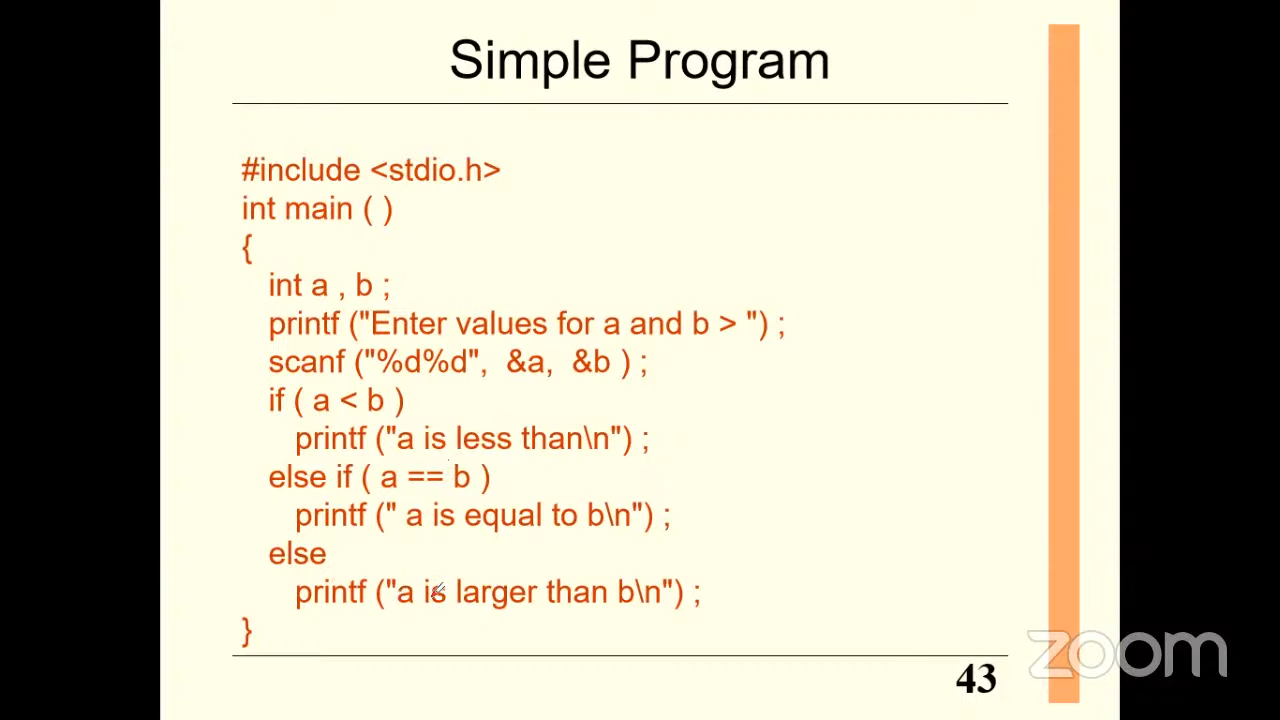 Simple Program
#include <stdio.h>
int main ( )
{
int a , b ;
printf ("Enter values for a and b > ") ;
scanf ("%d%d",  &a,  &b ) ;
if ( a < b )
printf ("a is less than\n") ;
else if ( a == b )
printf (" a is equal to b\n") ;
else
printf ("a is larger than b\n") ;
}
43
zoom